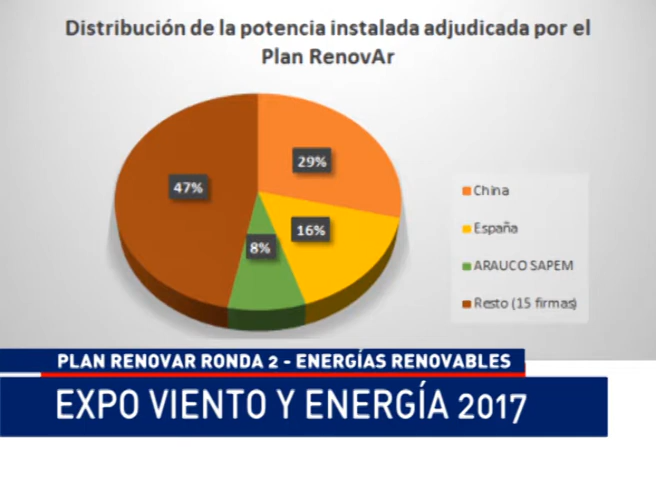 Distribución de la potencia instalada adjudicada por el
Plan RenovAr
29%
47%
16%
8%
China
España
ARAUCO SAPEM
Resto (15 firmas)
PLAN RENOVAR RONDA 2 - ENERGÍAS RENOVABLES
EXPO VIENTO Y ENERGÍA 2017